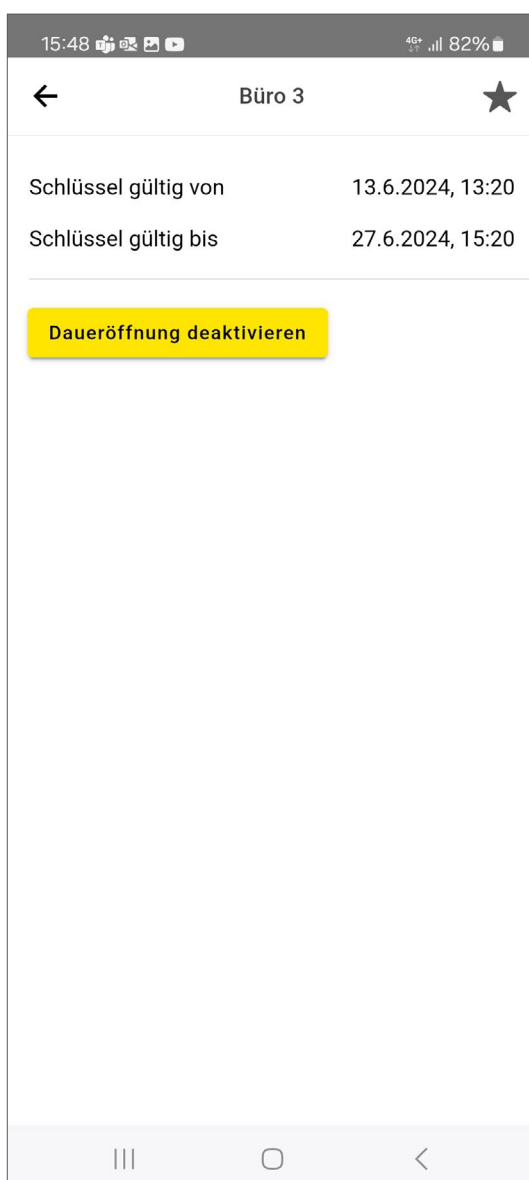 15:48 4G+ 82%
Büro 3
Schlüssel gültig von 13.6.2024, 13:20
Schlüssel gültig bis 27.6.2024, 15:20
Daueröffnung deaktivieren